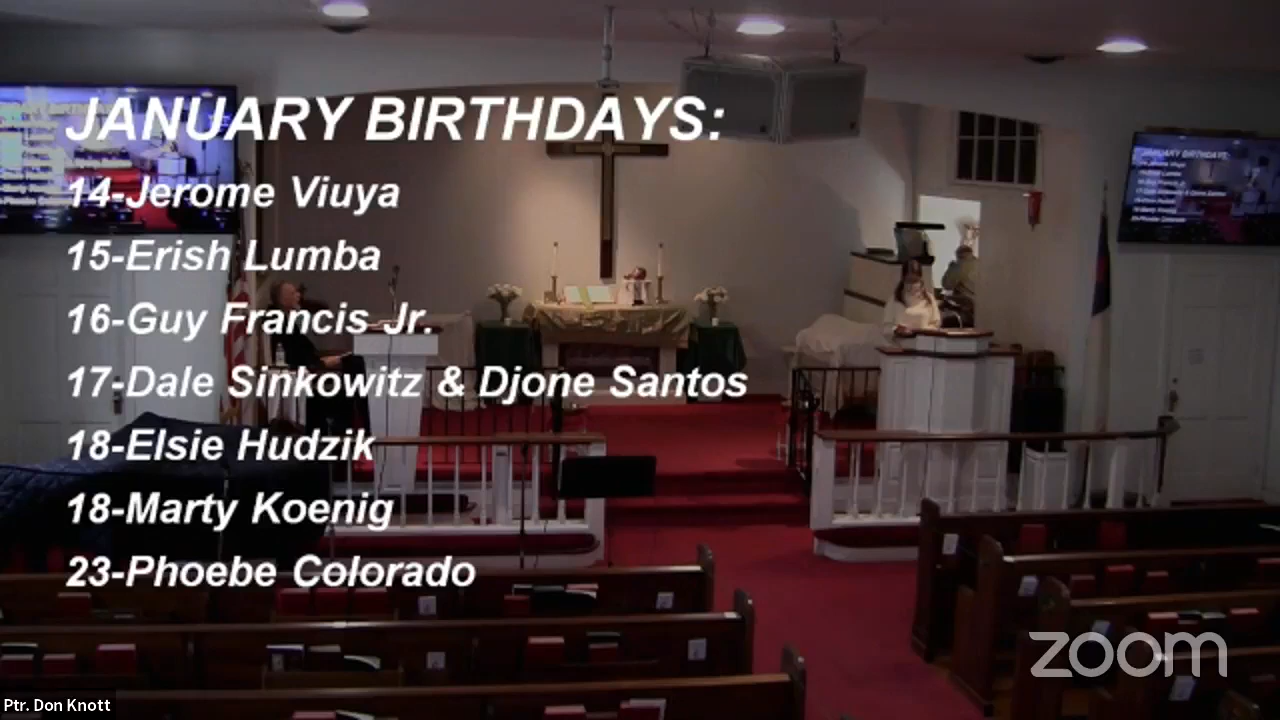 JANUARY BIRTHDAYS:
14-Jerome Viuya
15-Erish Lumba
16-Guy Francis Jr.
17-Dale Sinkowitz & Djone Santos
18-Elsie Hudzik
18-Marty Koenig
23-Phoebe Colorado
zoom
Ptr. Don Knott